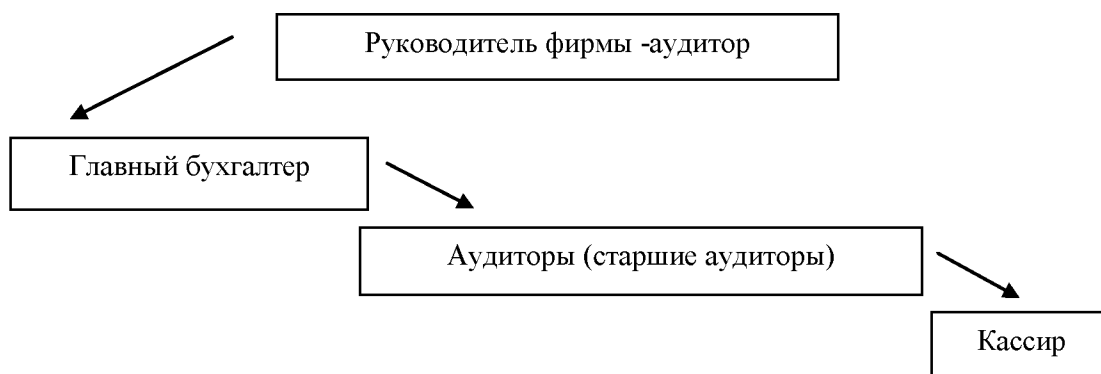 Руководитель фирмы -аудитор
Главный бухгалтер
Аудиторы (старшие аудиторы)
Кассир